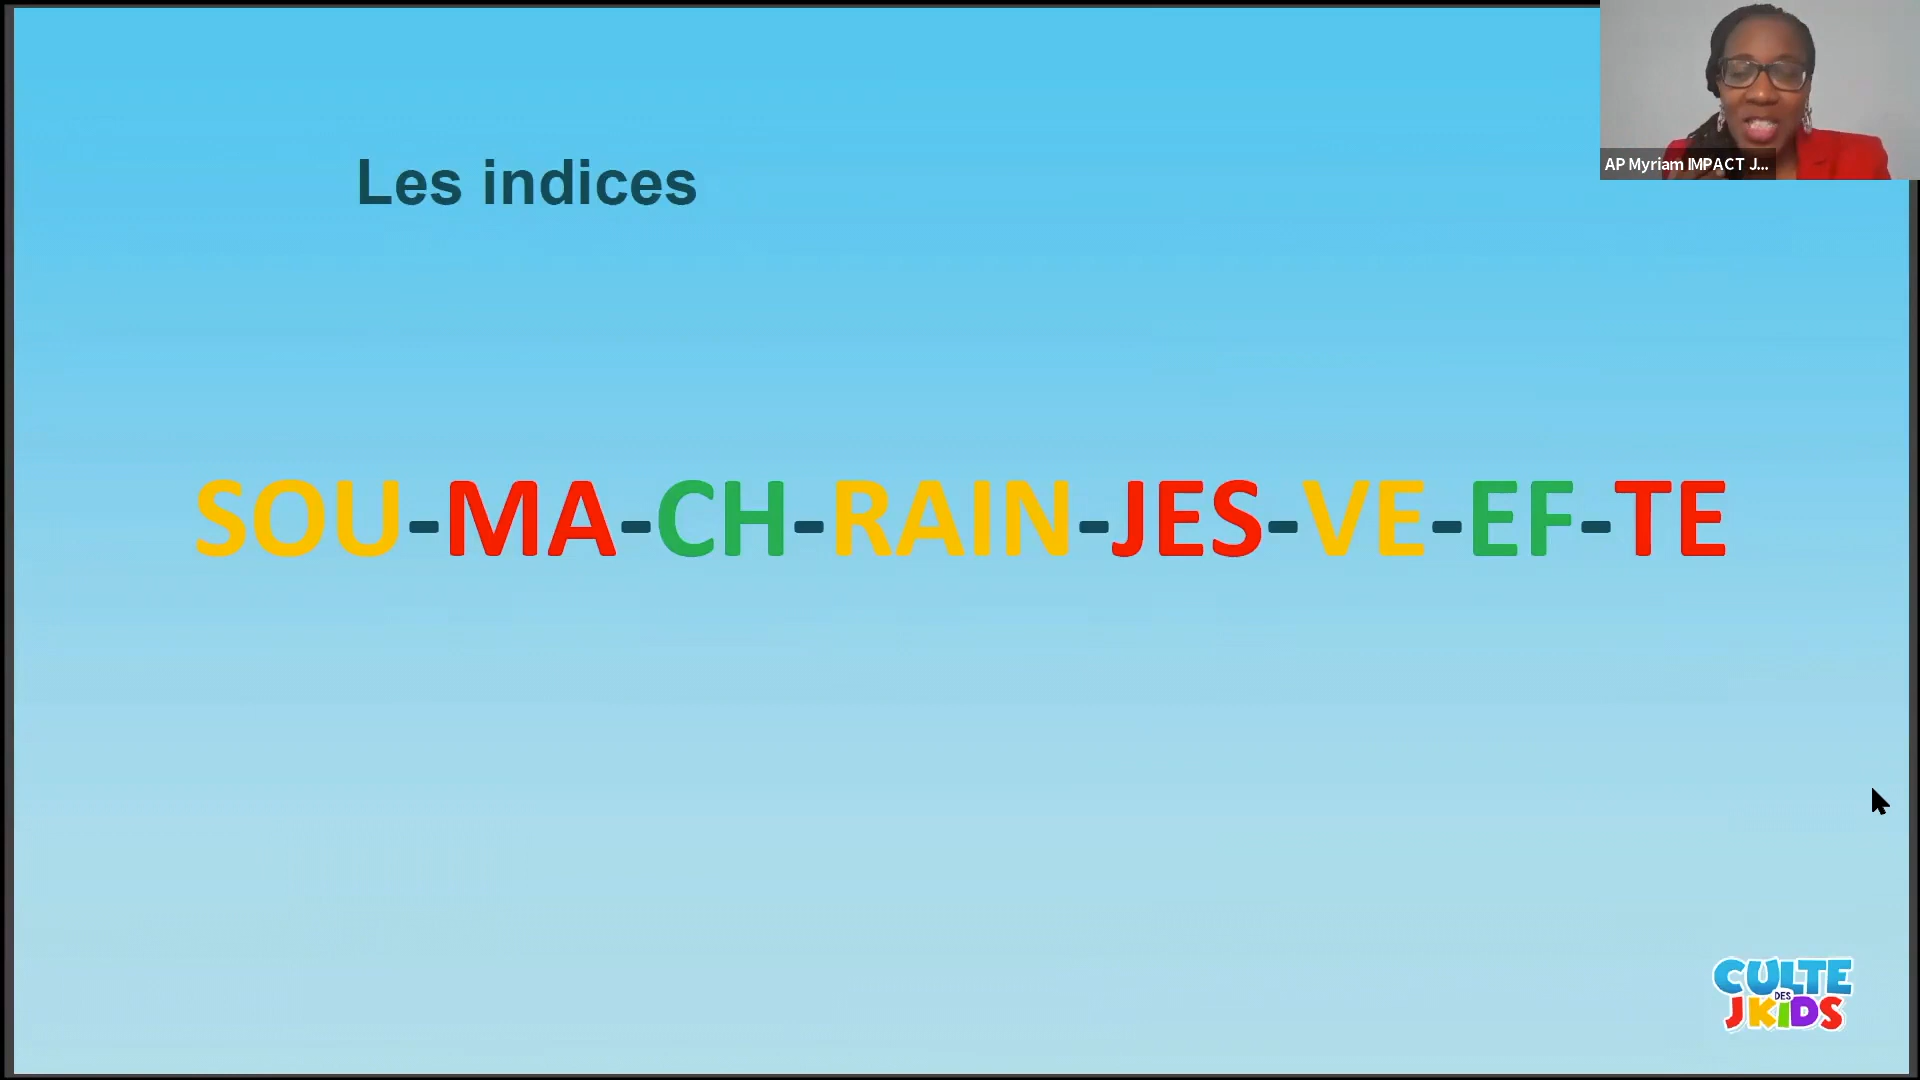 AP Myriam IMPACT J...
Les indices
SOU-MA-CH-RAIN-JES-VE-EF-TE
CULTE
DES
JKIDS